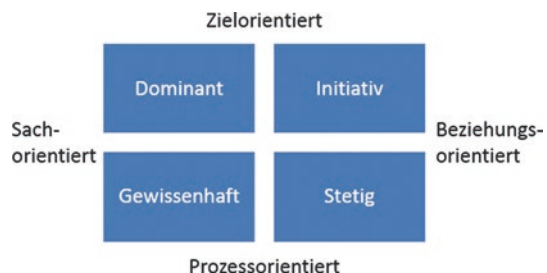 Zielorientiert
Dominant
Initiativ
Sach-
orientiert
Beziehungs-
orientiert
Gewissenhaft
Stetig
Prozessorientiert